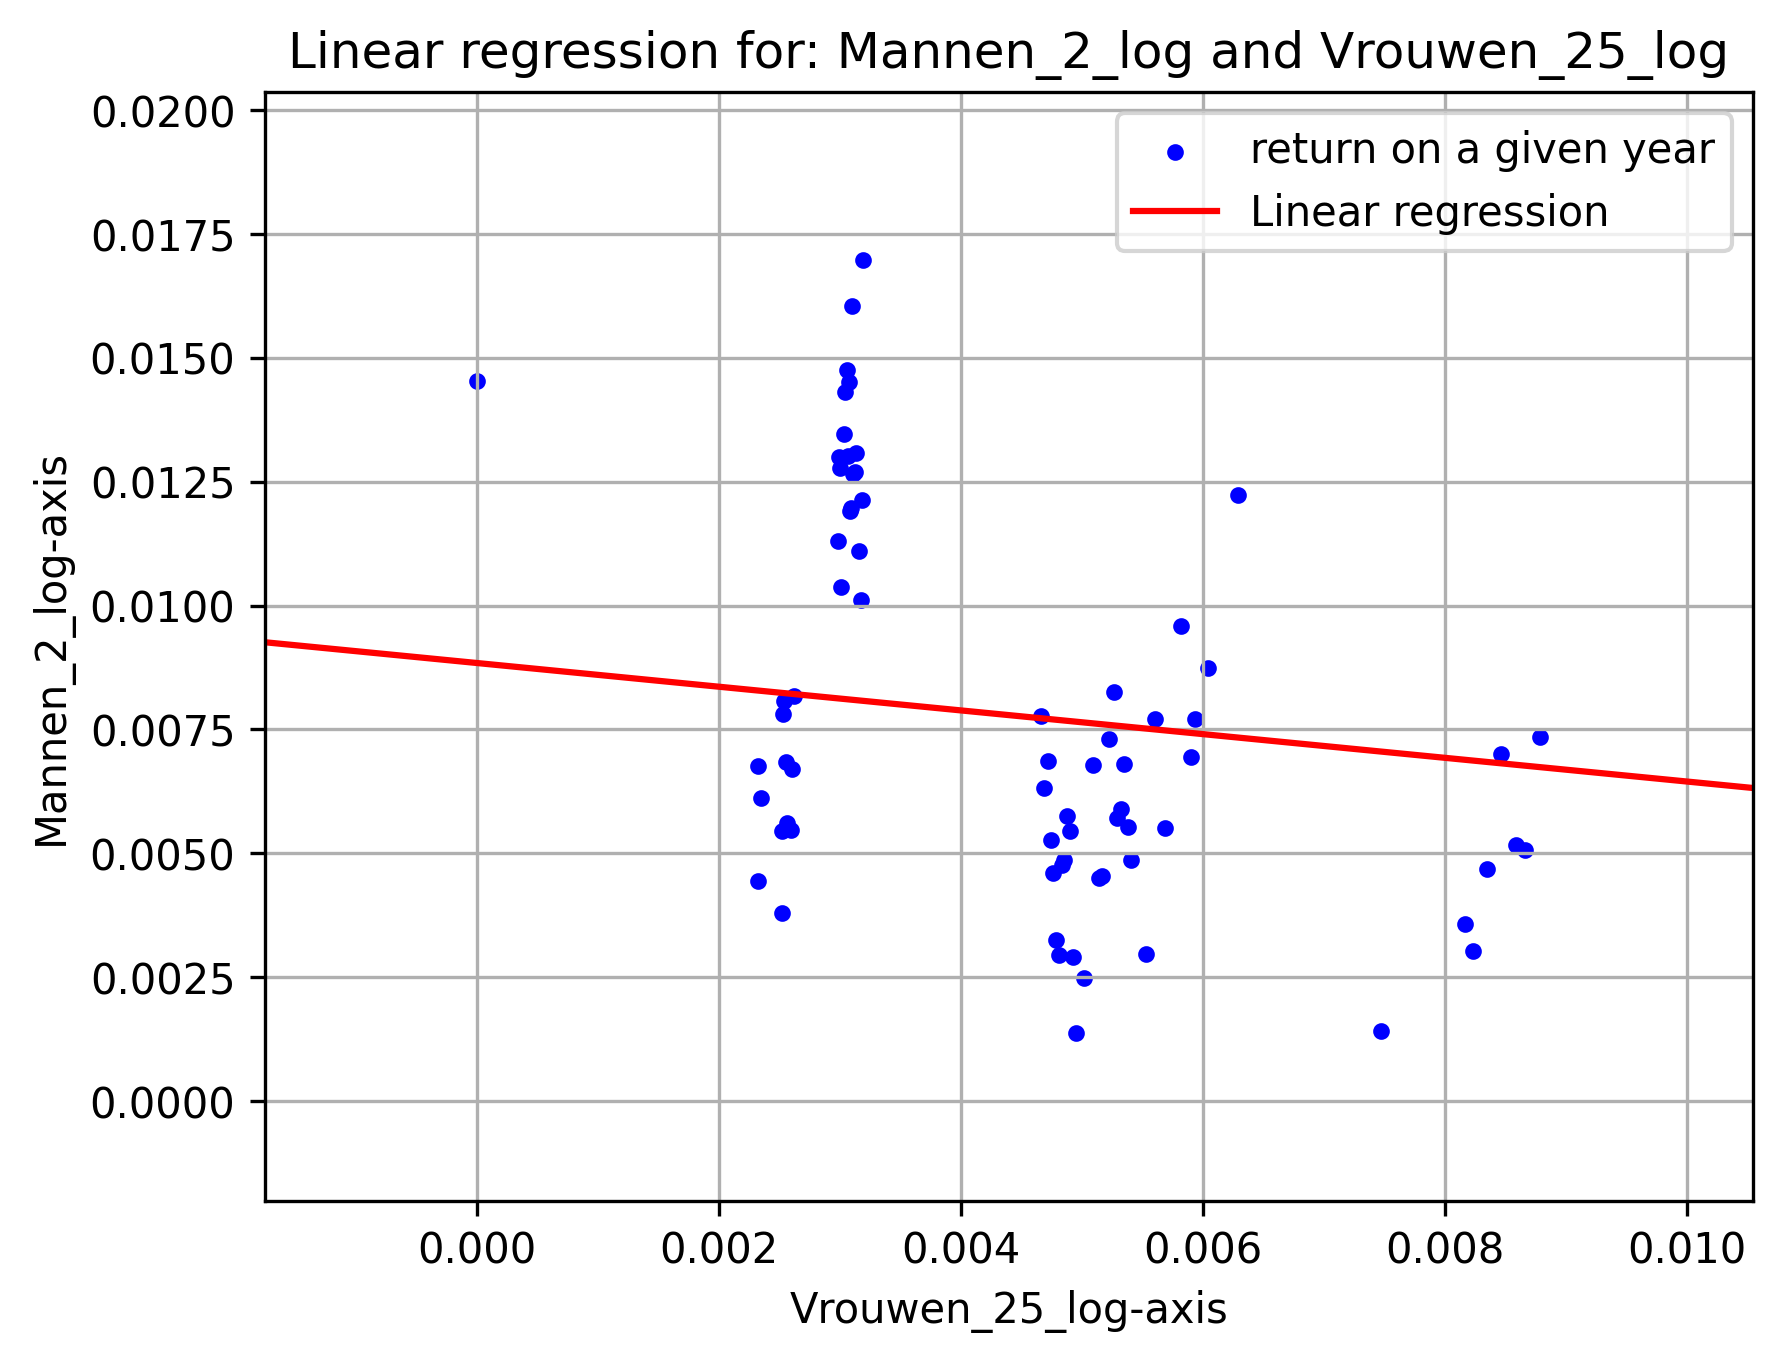 Linear regression for: Mannen_2_log and Vrouwen_25_log
return on a given year
Linear regression
0.0200
0.0175
0.0150
0.0125
0.0100
0.0075
0.0050
0.0025
0.0000
Mannen_2_log-axis
0.000 0.002 0.004 0.006 0.008 0.010
Vrouwen_25_log-axis